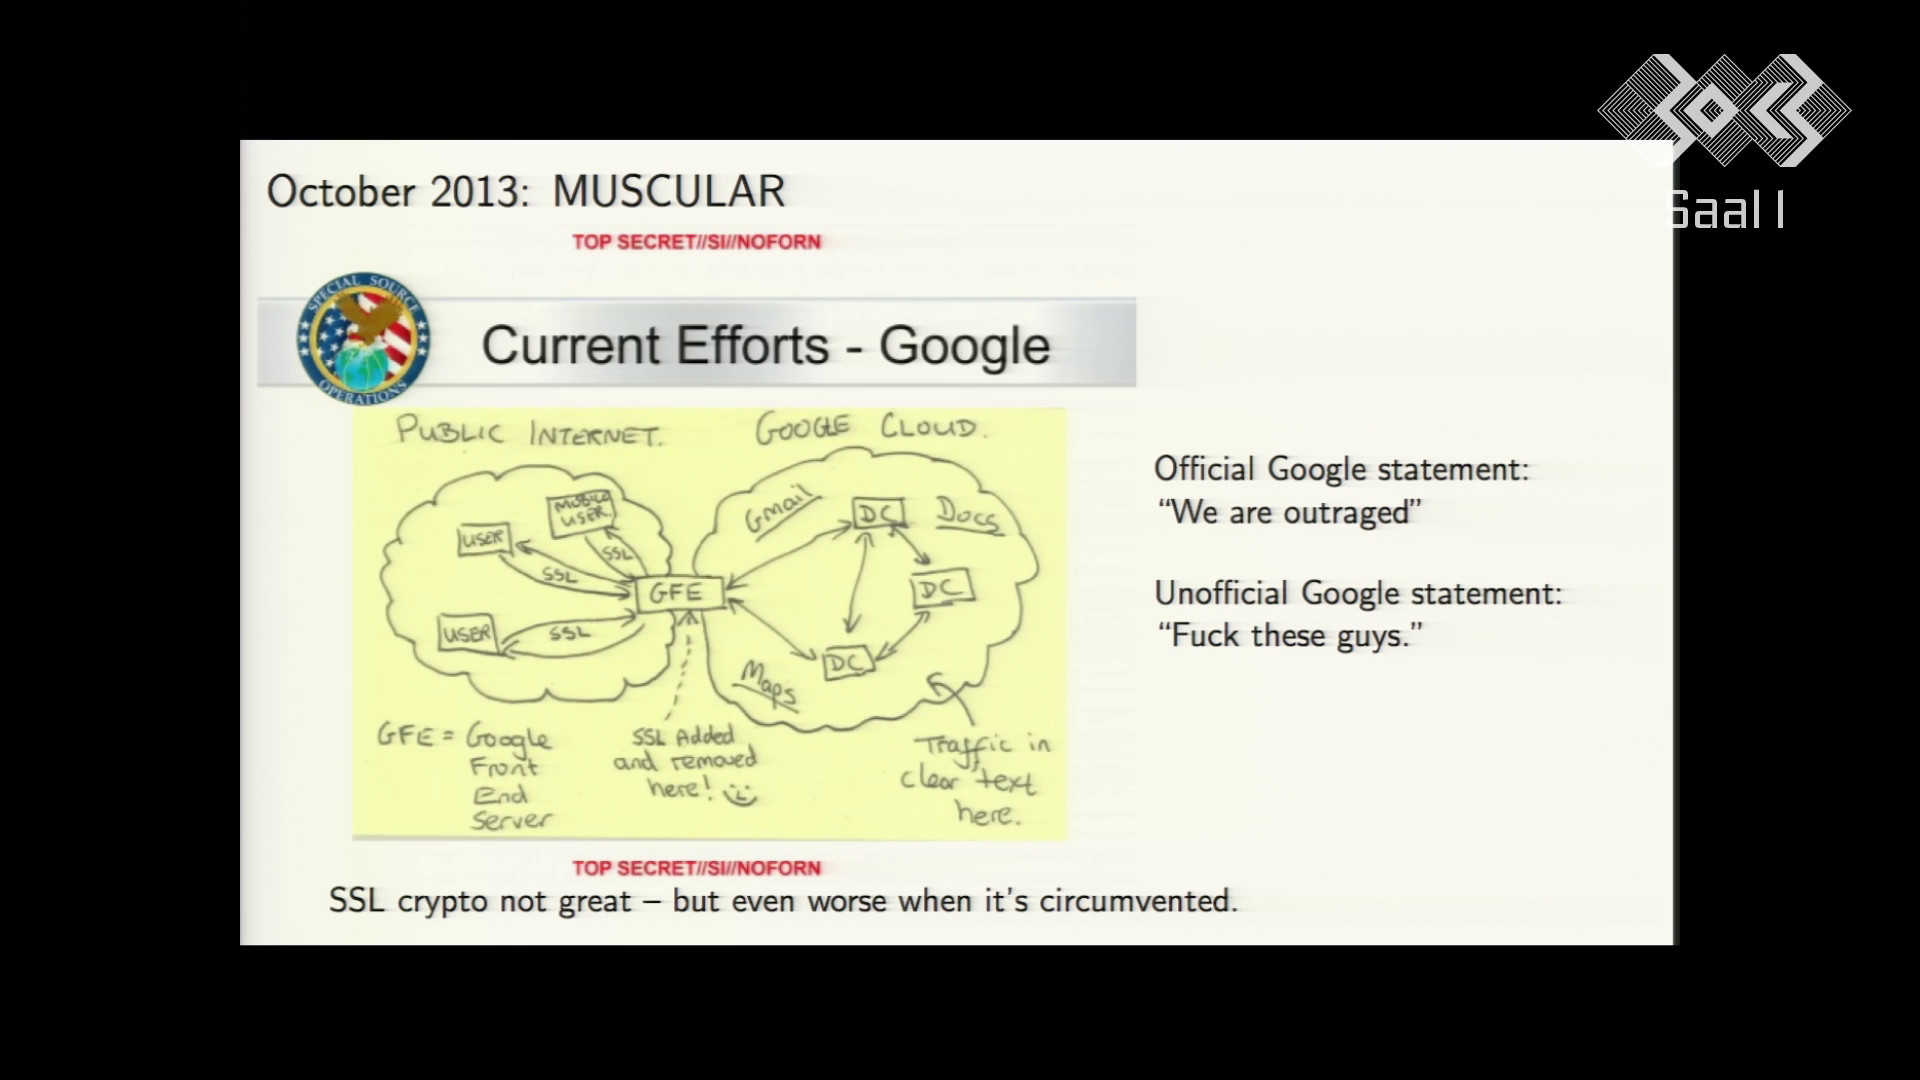 Saal 1
October 2013: MUSCULAR
TOP SECRET//SI//NOFORN
SPECIAL SOURCE OPERATIONS
Current Efforts - Google
PUBLIC INTERNET.
GOOGLE CLOUD.
MOBILE
USER.
USER
SSL
SSL
GFE
USER
SSL
Gmail
DC
Docs
DC
DC
Maps
GFE = Google
Front
End
Server
SSL Added
and removed
here!
Traffic in
clear text
here.
Official Google statement:
“We are outraged”
Unofficial Google statement:
“Fuck these guys.”
TOP SECRET//SI//NOFORN
SSL crypto not great – but even worse when it's circumvented.